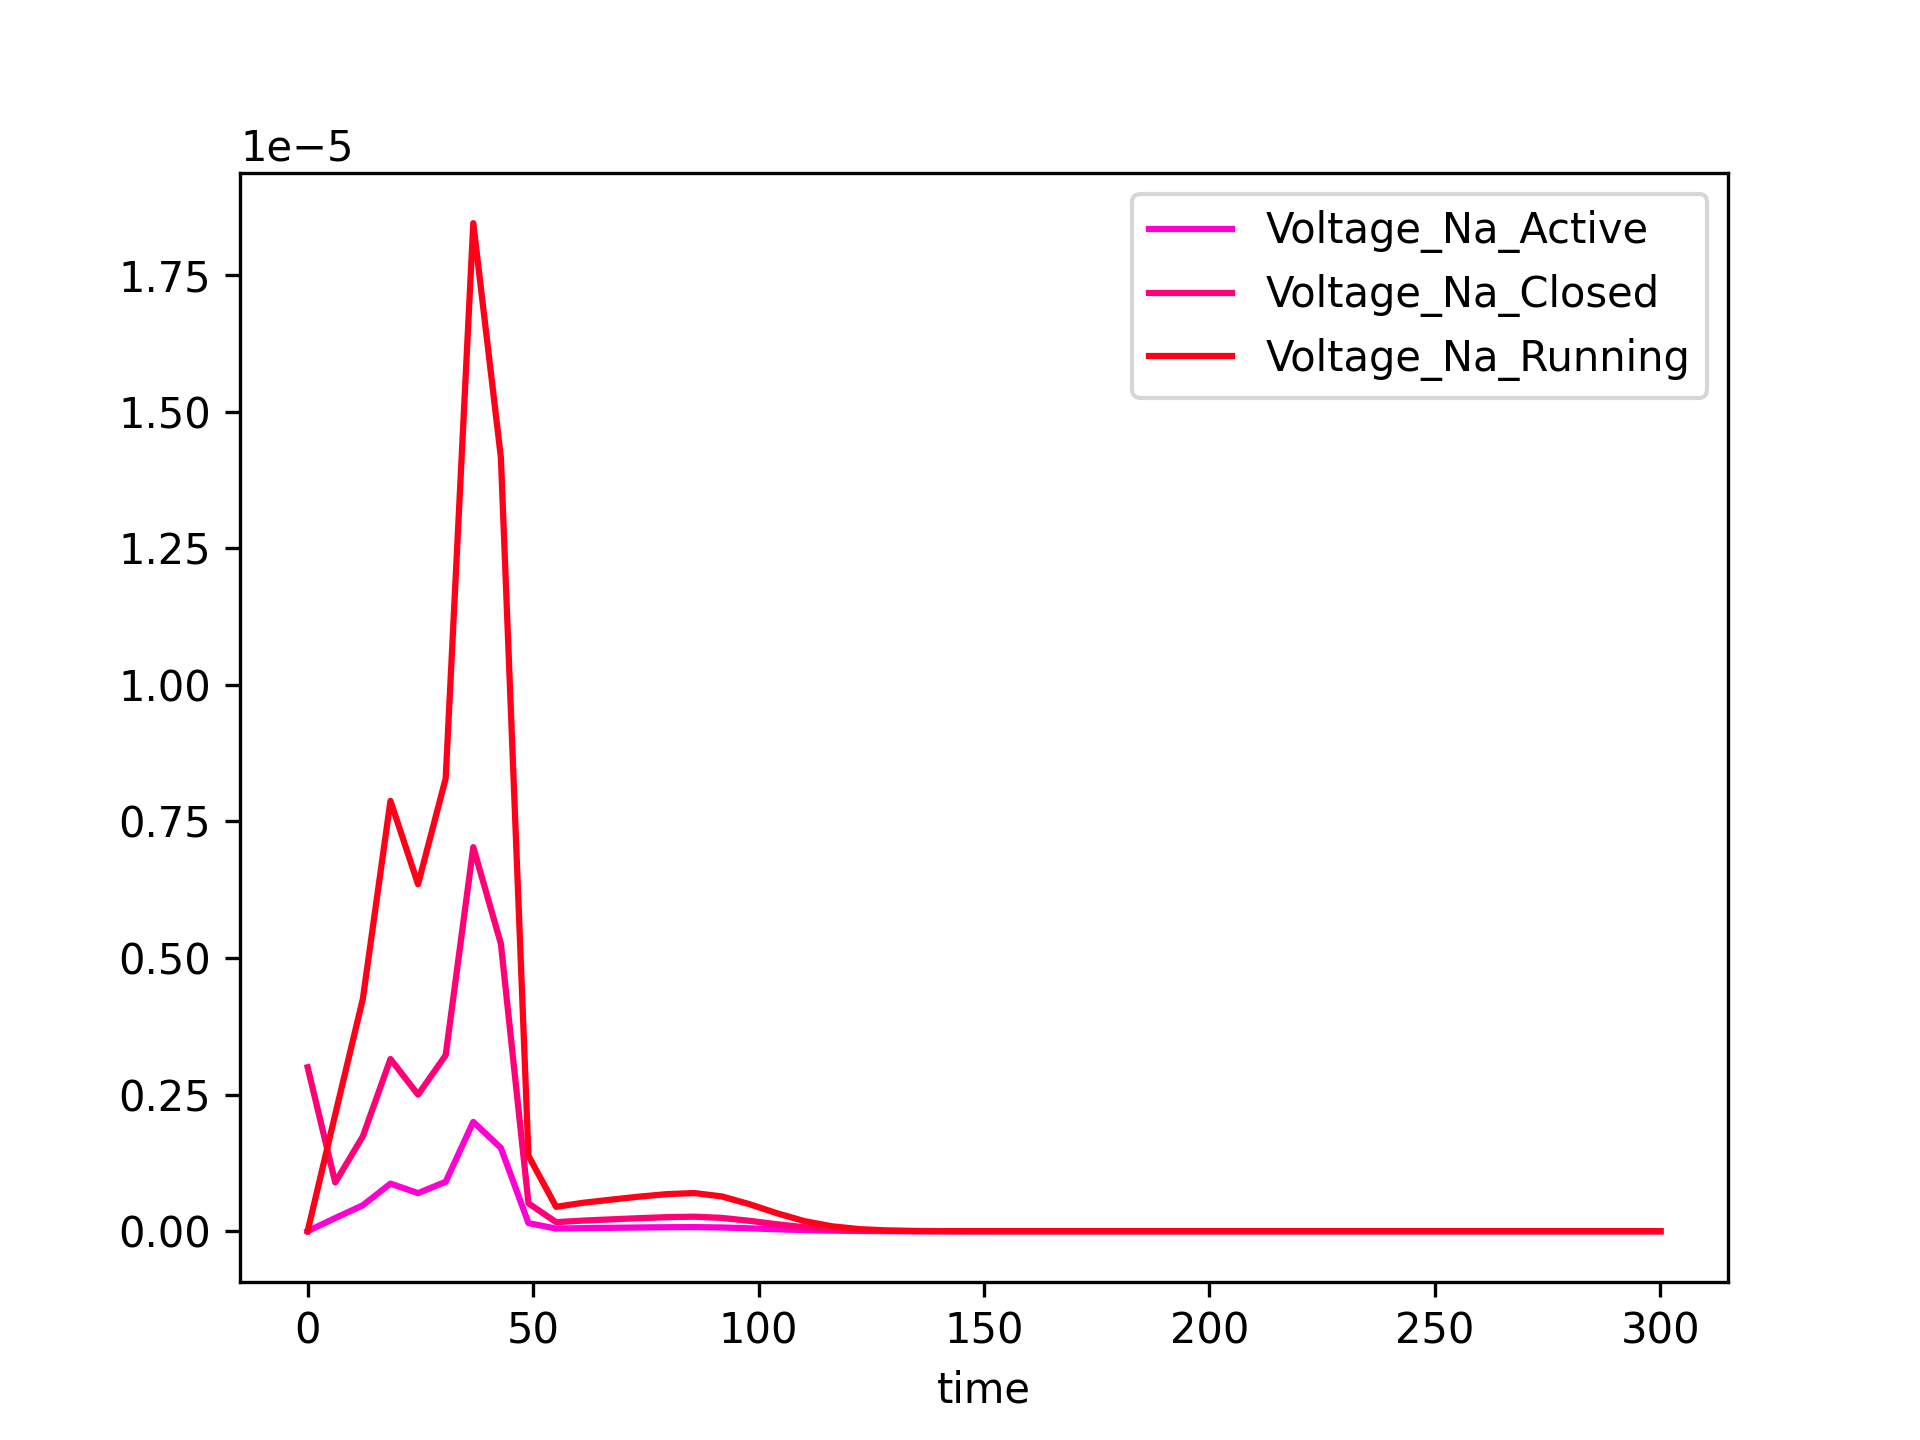 1e−5
1.75
1.50
1.25
1.00
0.75
0.50
0.25
0.00
Voltage_Na_Active
Voltage_Na_Closed
Voltage_Na_Running
0 50 100 150 200 250 300
time